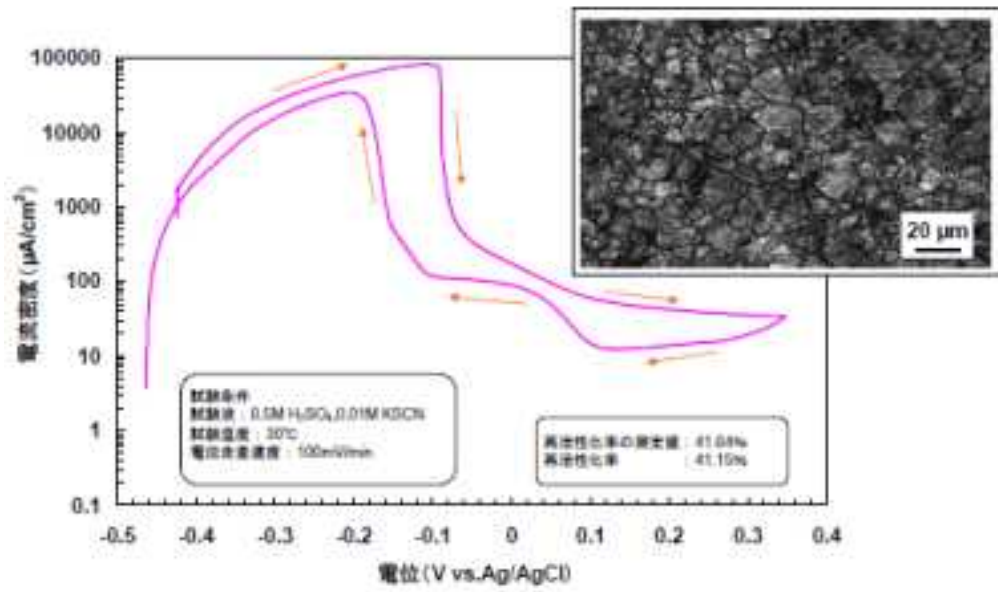 100000
10000
1000
100
10
1
0.1
電流密度(µA/cm²)
-0.5
-0.4
-0.3
-0.2
-0.1
0
0.1
0.2
0.3
0.4
電位(V vs.Ag/AgCl)
20 µm
試験条件
試験液:0.5M H₂SO₄,0.01M KSCN
試験温度:30℃
電位走査速度:100mV/min
再活性化率の測定値:41.04%
再活性化率:41.15%